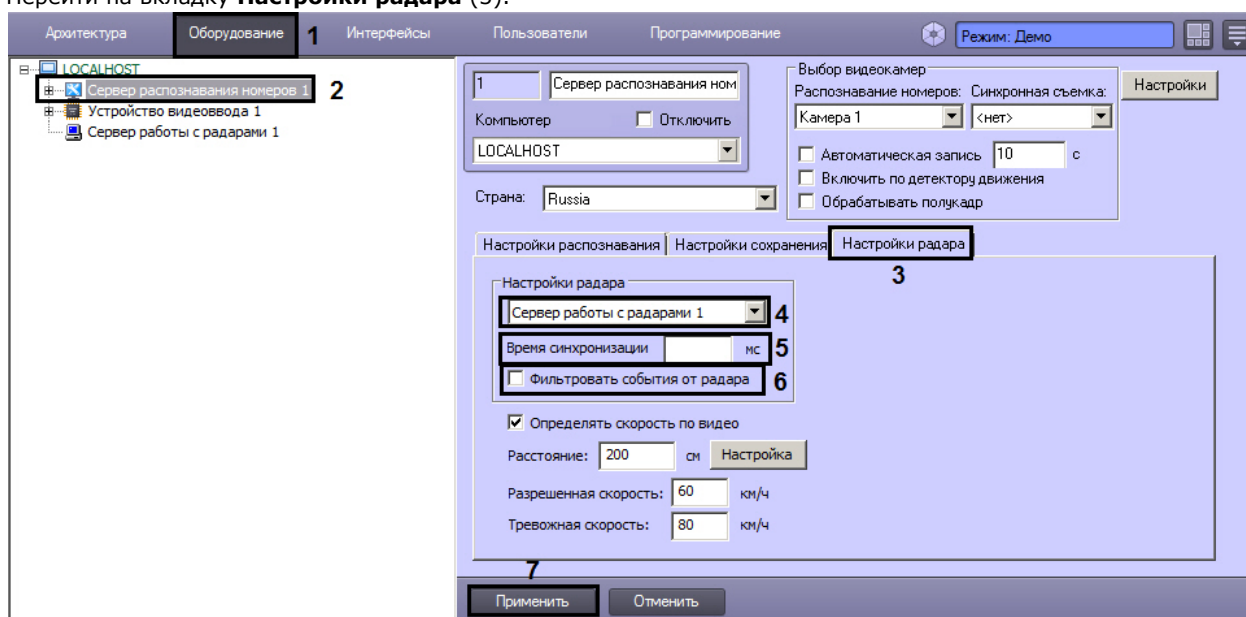 Перейти на вкладку Настройки радара (3).
Архитектура Оборудование 1 Интерфейсы Пользователи Программирование Режим: Демо
LOCALHOST
Сервер распознавания номеров 1 2
Устройство видеоввода 1
Сервер работы с радарами 1
1 Сервер распознавания ном
Компьютер Отключить
LOCALHOST
Страна: Russia
Выбор видеокамер
Распознавание номеров: Синхронная съемка:
Камера 1 <нет>
Автоматическая запись 10 с
Включить по детектору движения
Обрабатывать полукадр
Настройки
Настройки распознавания Настройки сохранения Настройки радара
3
Настройки радара
Сервер работы с радарами 1 4
Время синхронизации мс 5
Фильтровать события от радара 6
Определять скорость по видео
Расстояние: 200 см Настройка
Разрешенная скорость: 60 км/ч
Тревожная скорость: 80 км/ч
7
Применить Отменить